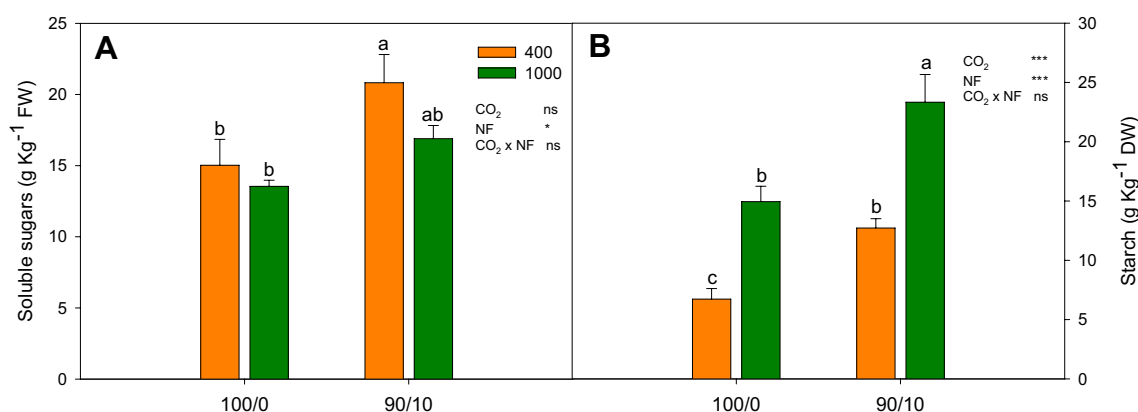 A
Soluble sugars (g Kg⁻¹ FW)
25
20
15
10
5
0
b
b
a
ab
400
1000
CO₂ ns
NF *
CO₂ x NF ns
100/0
90/10
B
c
b
b
a
CO₂ ***
NF ***
CO₂ x NF ns
30
25
20
15
10
5
0
Starch (g Kg⁻¹ DW)
100/0
90/10